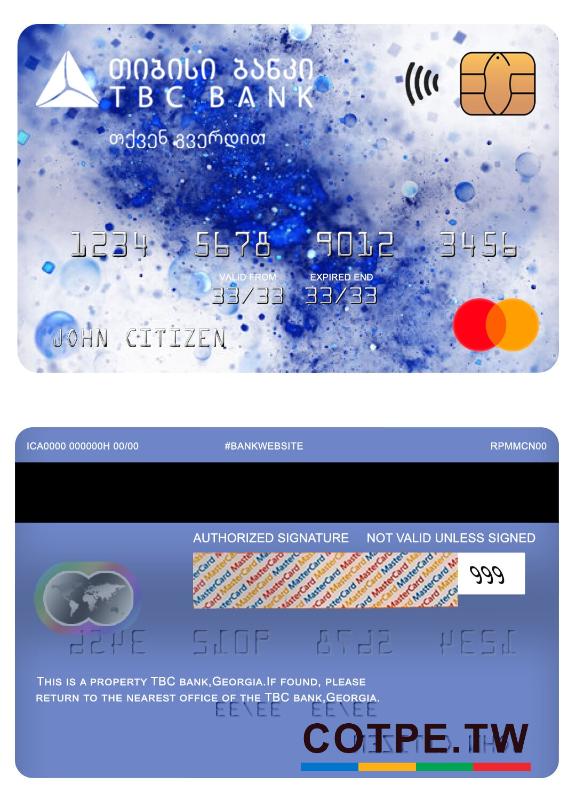 თიბისი ბანკი
TBC BANK
თქვენ გვერდით
1234 5678 9012 3456
VALID FROM EXPIRED END
33/33 33/33
JOHN CITIZEN
ICA0000 000000H 00/00 #BANKWEBSITE RPMMCN00
AUTHORIZED SIGNATURE NOT VALID UNLESS SIGNED
MasterCard MasterCard MasterCard
999
THIS IS A PROPERTY TBC BANK,GEORGIA.IF FOUND, PLEASE
RETURN TO THE NEAREST OFFICE OF THE TBC BANK,GEORGIA.
COTPE.TW